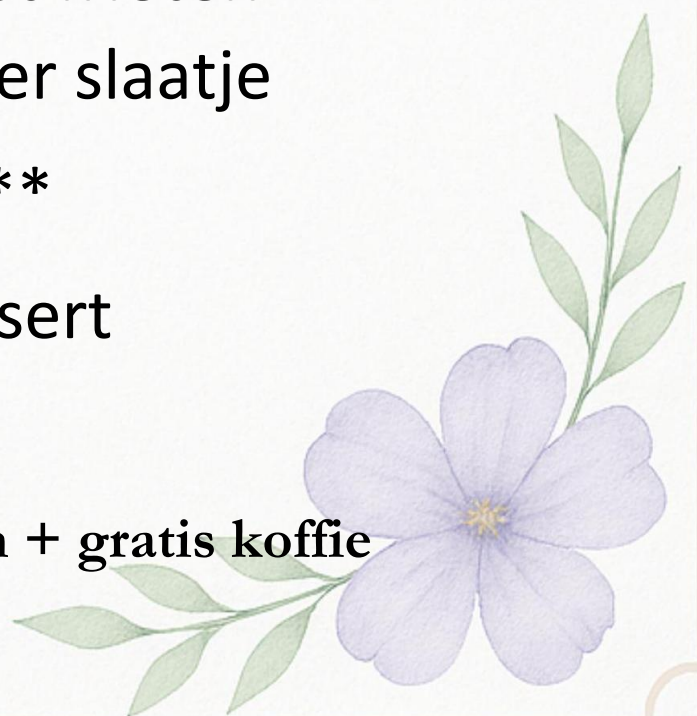 er slaatje
**
sert
n + gratis koffie